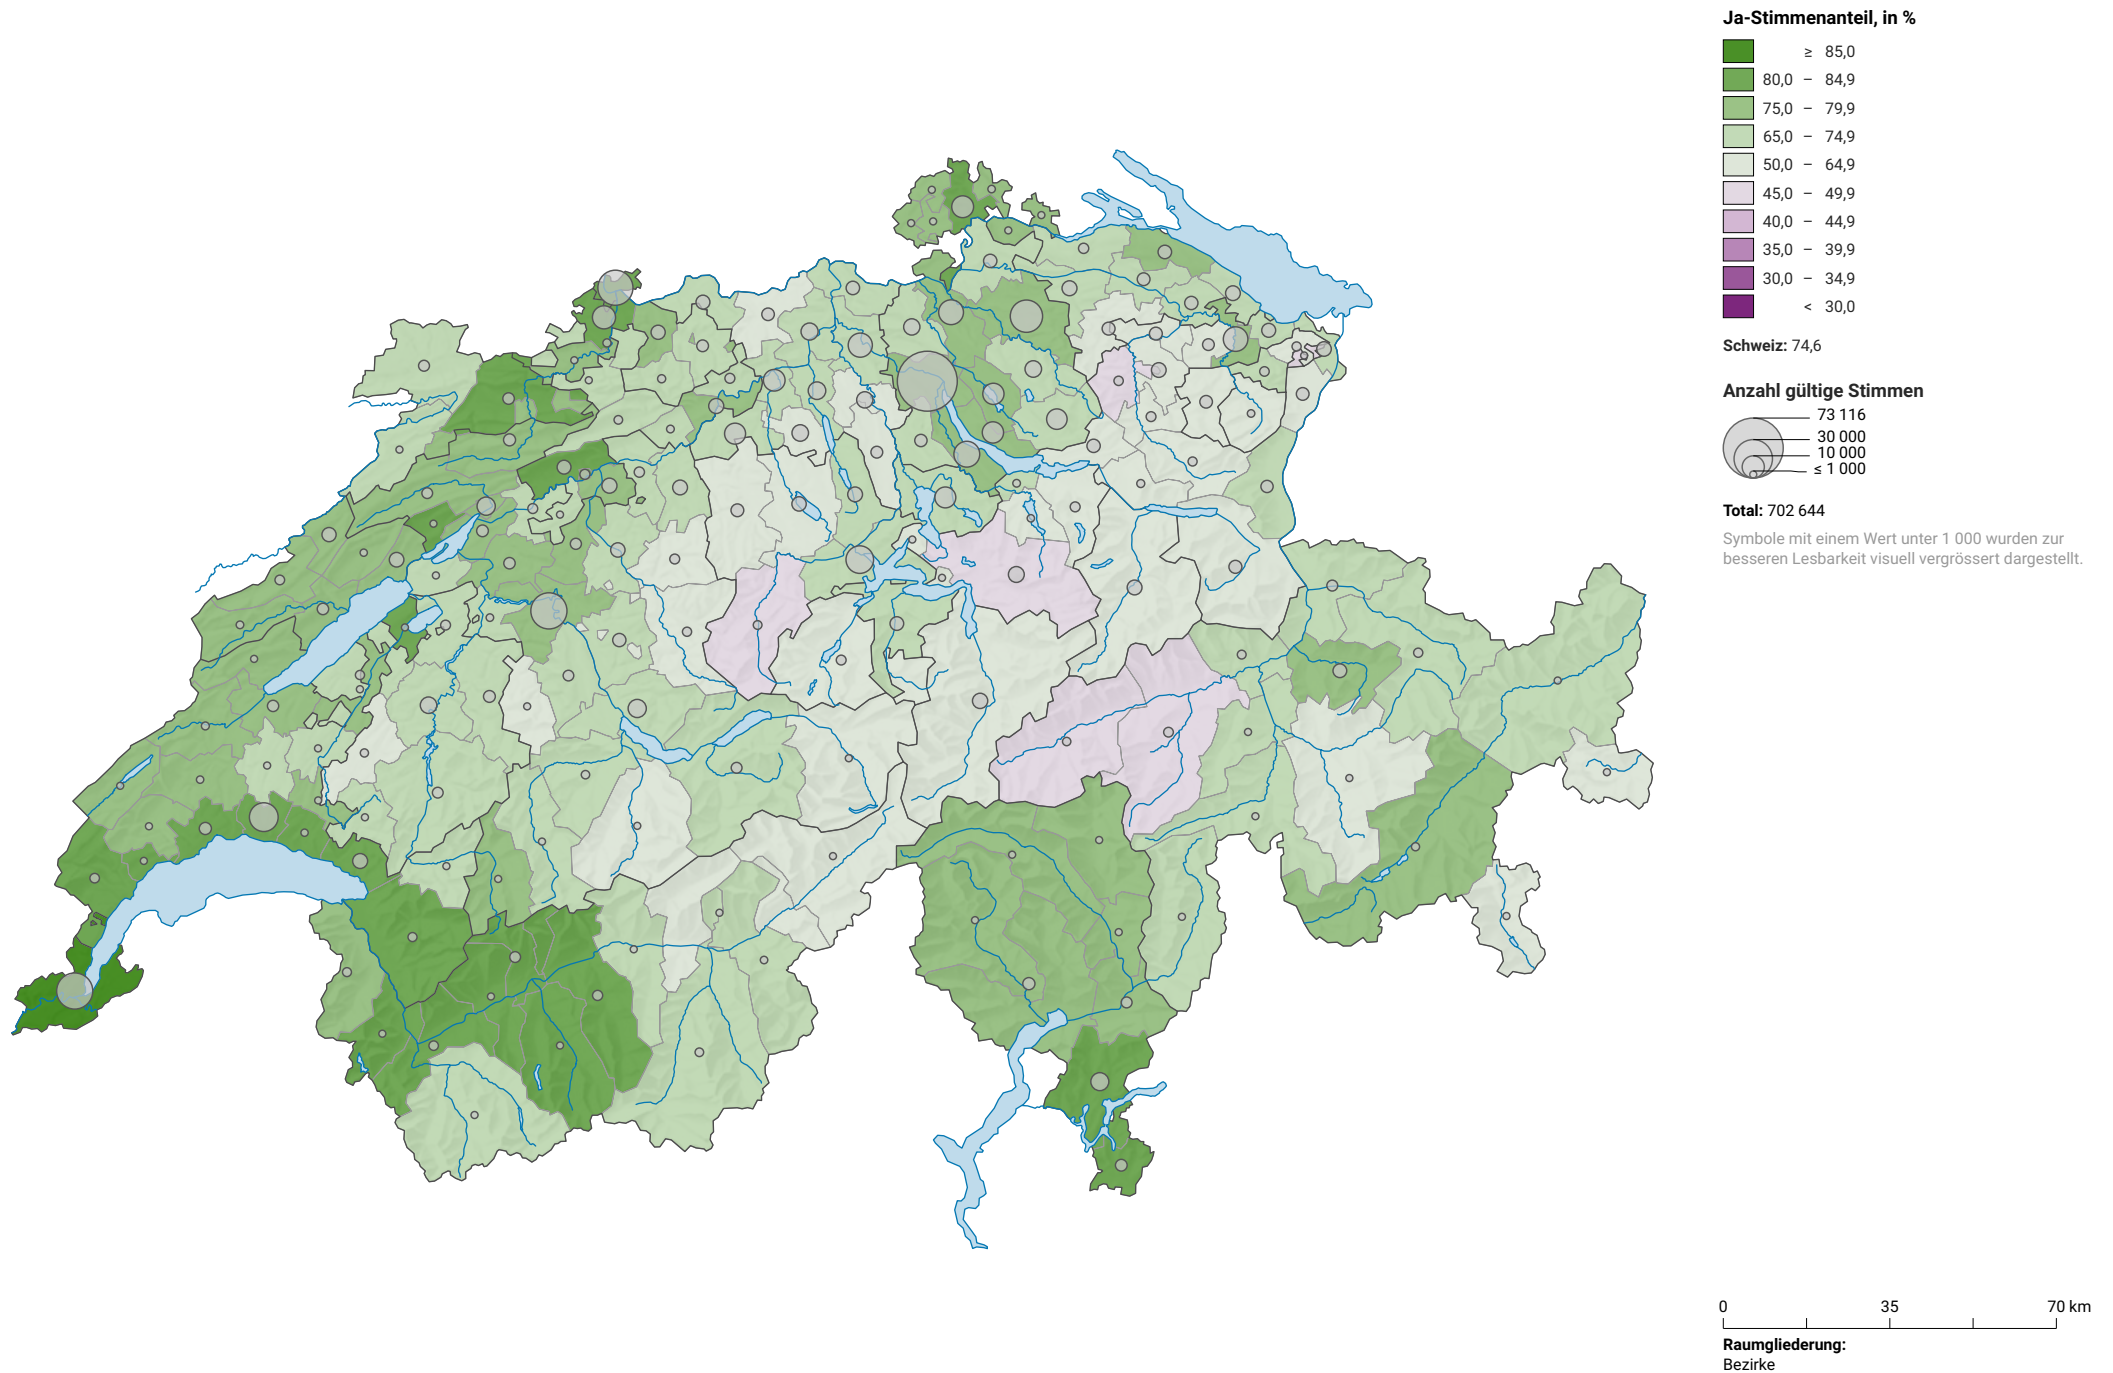 Ja-Stimmenanteil, in %
≥ 85,0
80,0 – 84,9
75,0 – 79,9
65,0 – 74,9
50,0 – 64,9
45,0 – 49,9
40,0 – 44,9
35,0 – 39,9
30,0 – 34,9
< 30,0
Schweiz: 74,6
Anzahl gültige Stimmen
73 116
30 000
10 000
≤ 1 000
Total: 702 644
Symbole mit einem Wert unter 1 000 wurden zur
besseren Lesbarkeit visuell vergrössert dargestellt.
0 35 70 km
Raumgliederung:
Bezirke